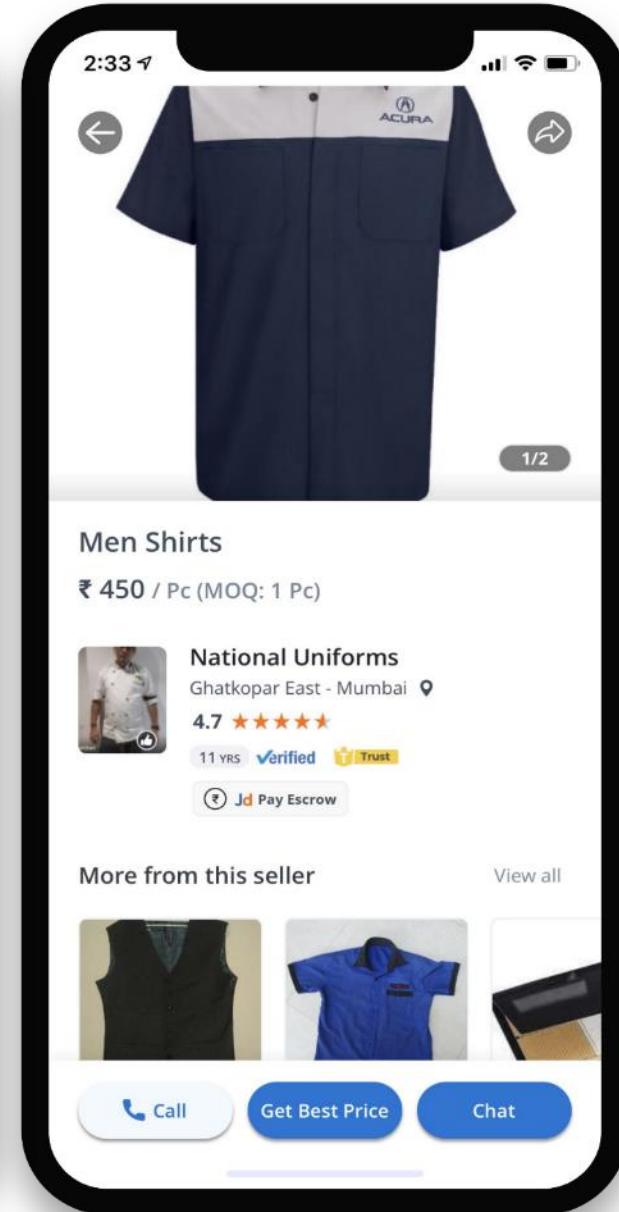 2:33
ACURA
1/2
Men Shirts
₹ 450 / Pc (MOQ: 1 Pc)
National Uniforms
Ghatkopar East - Mumbai
4.7
11 YRS Verified T Trust
₹ Jd Pay Escrow
More from this seller
View all
Call
Get Best Price
Chat